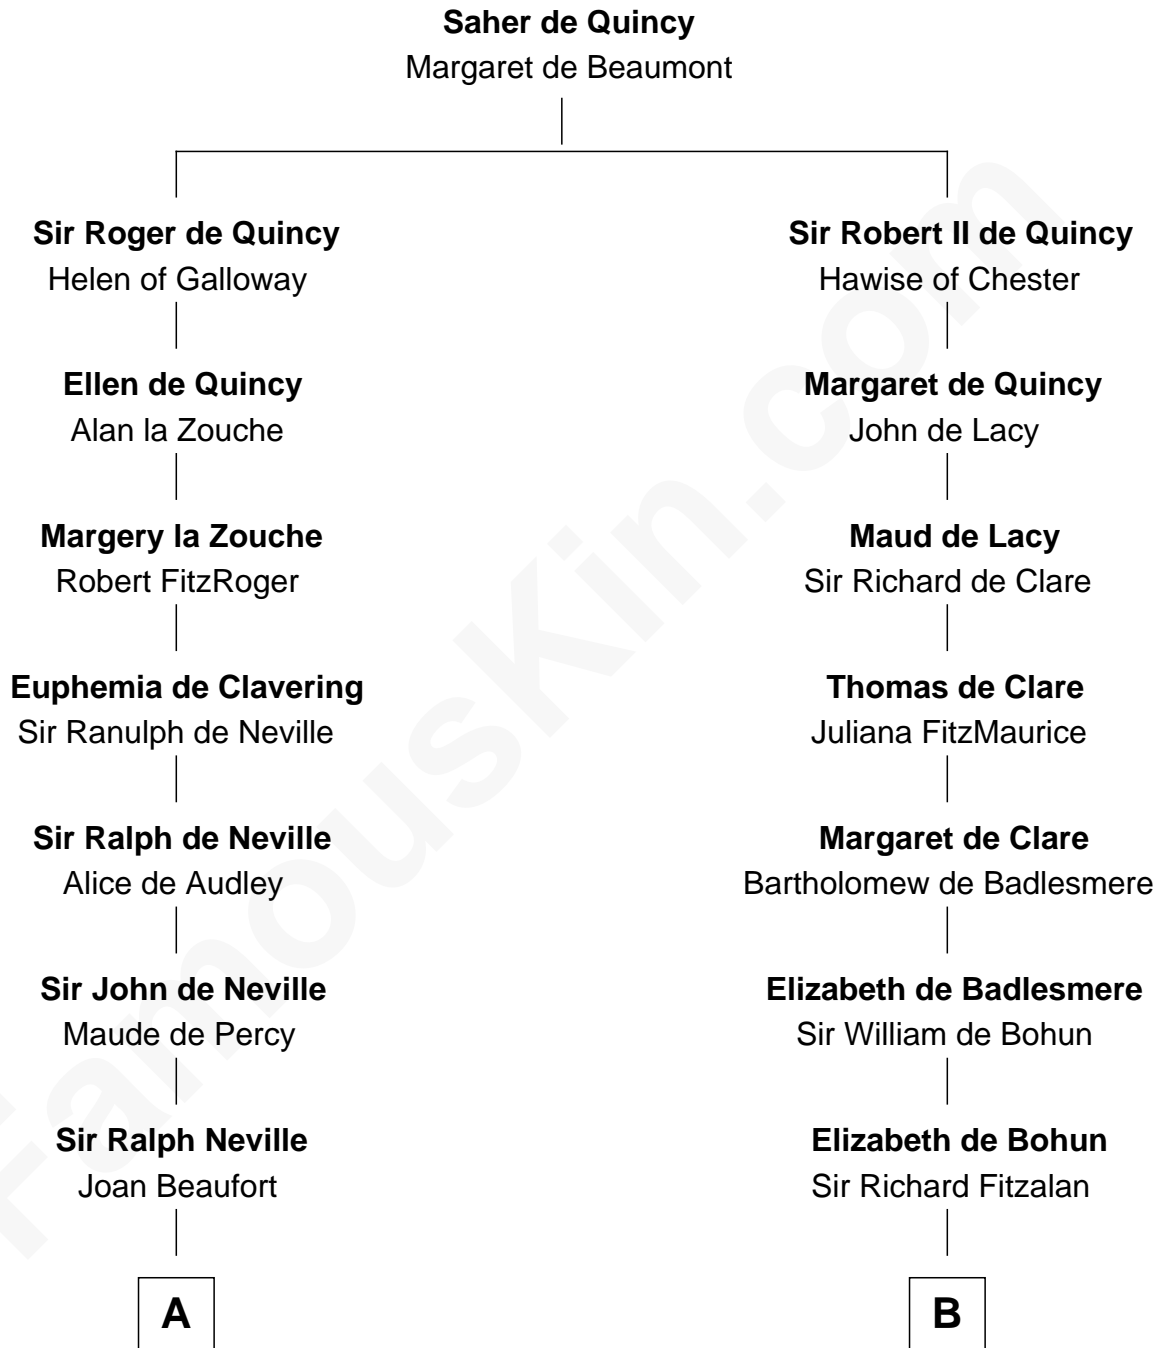 Saher de Quincy
Margaret de Beaumont
Sir Roger de Quincy
Helen of Galloway
Sir Robert II de Quincy
Hawise of Chester
Ellen de Quincy
Alan la Zouche
Margaret de Quincy
John de Lacy
Margery la Zouche
Robert FitzRoger
Maud de Lacy
Sir Richard de Clare
Euphemia de Clavering
Sir Ranulph de Neville
Thomas de Clare
Juliana FitzMaurice
Sir Ralph de Neville
Alice de Audley
Margaret de Clare
Bartholomew de Badlesmere
Sir John de Neville
Maude de Percy
Elizabeth de Badlesmere
Sir William de Bohun
Sir Ralph Neville
Joan Beaufort
Elizabeth de Bohun
Sir Richard Fitzalan
A
B
FamousKin.com